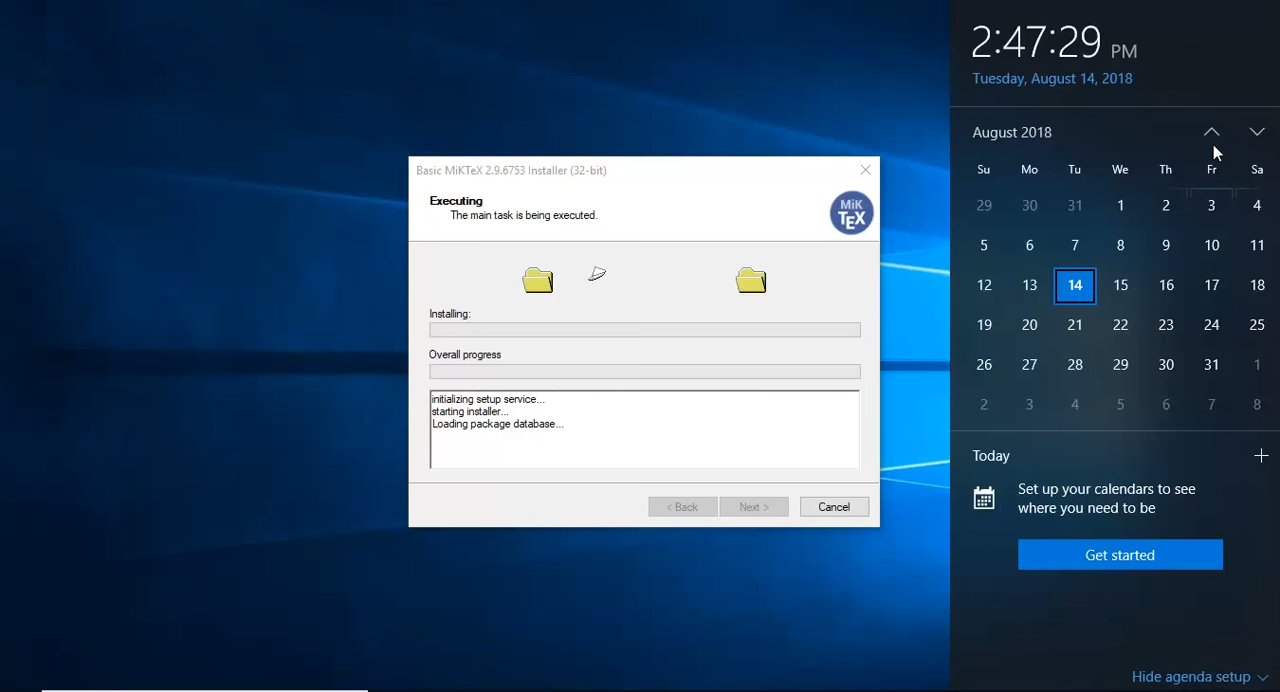 Basic MiKTeX 2.9.6753 Installer (32-bit)
Executing
The main task is being executed.
MiK
TEX
Installing:
Overall progress
initializing setup service...
starting installer...
Loading package database...
< Back
Next >
Cancel
2:47:29 PM
Tuesday, August 14, 2018
August 2018
Su Mo Tu We Th Fr Sa
29 30 31 1 2 3 4
5 6 7 8 9 10 11
12 13 14 15 16 17 18
19 20 21 22 23 24 25
26 27 28 29 30 31 1
2 3 4 5 6 7 8
Today
Set up your calendars to see
where you need to be
Get started
Hide agenda setup